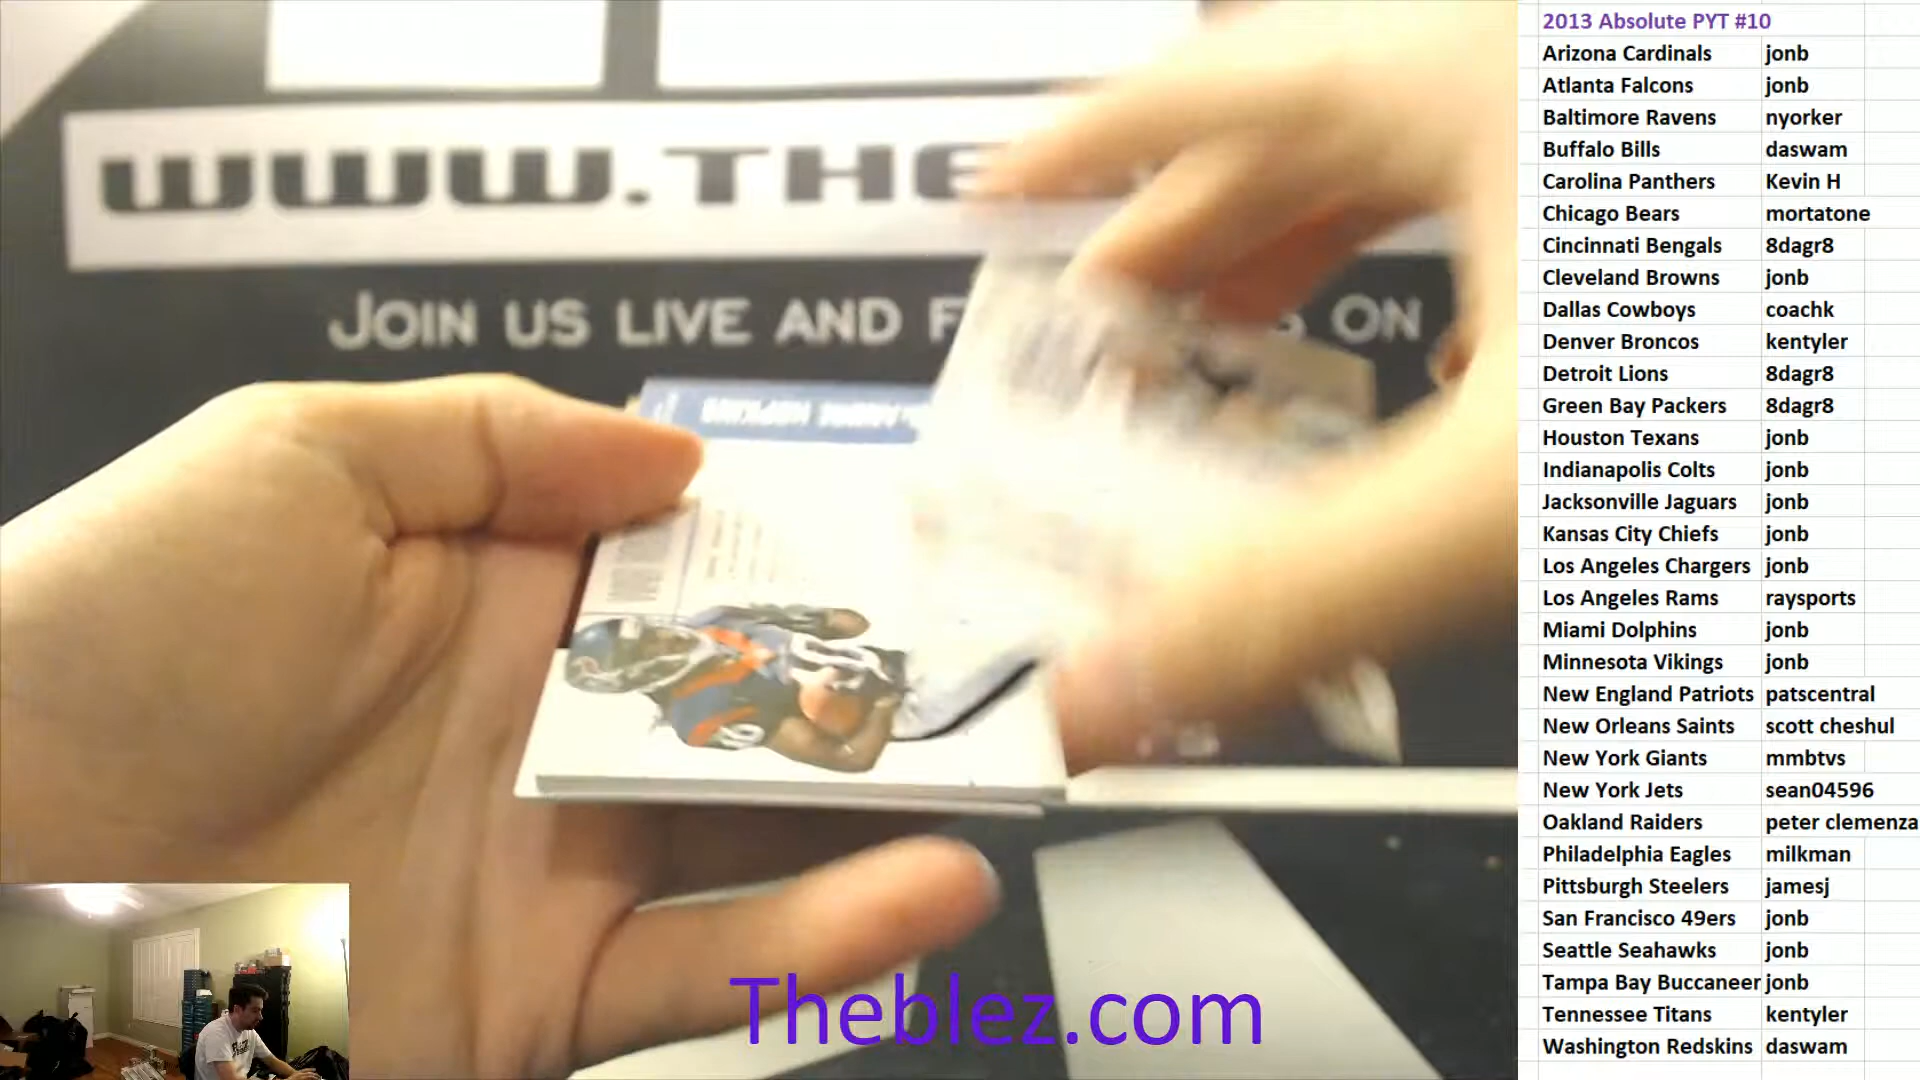 WWW.THE
JOIN US LIVE AND F
ON
Theblez.com
2013 Absolute PYT #10
Arizona Cardinals jonb
Atlanta Falcons jonb
Baltimore Ravens nyorker
Buffalo Bills daswam
Carolina Panthers Kevin H
Chicago Bears mortatone
Cincinnati Bengals 8dagr8
Cleveland Browns jonb
Dallas Cowboys coachk
Denver Broncos kentyler
Detroit Lions 8dagr8
Green Bay Packers 8dagr8
Houston Texans jonb
Indianapolis Colts jonb
Jacksonville Jaguars jonb
Kansas City Chiefs jonb
Los Angeles Chargers jonb
Los Angeles Rams raysports
Miami Dolphins jonb
Minnesota Vikings jonb
New England Patriots patscentral
New Orleans Saints scott cheshul
New York Giants mmbtvs
New York Jets sean04596
Oakland Raiders peter clemenza
Philadelphia Eagles milkman
Pittsburgh Steelers jamesj
San Francisco 49ers jonb
Seattle Seahawks jonb
Tampa Bay Buccaneer jonb
Tennessee Titans kentyler
Washington Redskins daswam